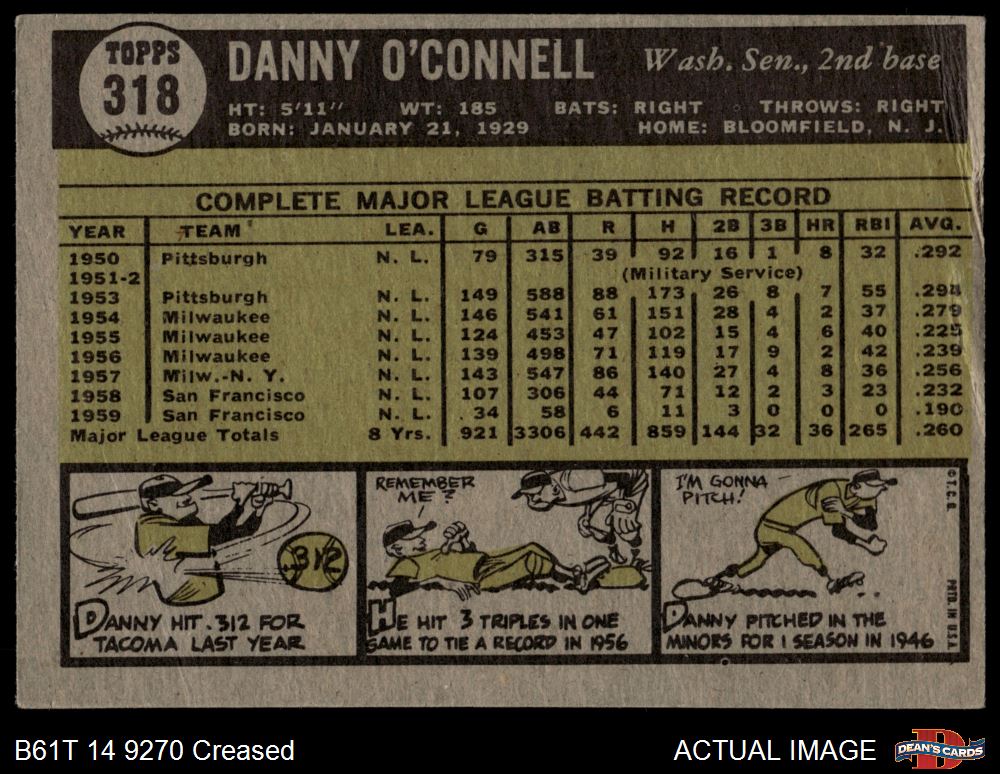 TOPPS
318
DANNY O'CONNELL
Wash. Sen., 2nd base
HT: 5'11" WT: 185 BATS: RIGHT THROWS: RIGHT
BORN: JANUARY 21, 1929 HOME: BLOOMFIELD, N. J.
COMPLETE MAJOR LEAGUE BATTING RECORD
YEAR TEAM LEA. G AB R H 2B 3B HR RBI AVG.
1950 Pittsburgh N. L. 79 315 39 92 16 1 8 32 .292
1951-2 (Military Service)
1953 Pittsburgh N. L. 149 588 88 173 26 8 7 55 .294
1954 Milwaukee N. L. 146 541 61 151 28 4 2 37 .279
1955 Milwaukee N. L. 124 453 47 102 15 4 6 40 .225
1956 Milwaukee N. L. 139 498 71 119 17 9 2 42 .239
1957 Milw.-N. Y. N. L. 143 547 86 140 27 4 8 36 .256
1958 San Francisco N. L. 107 306 44 71 12 2 3 23 .232
1959 San Francisco N. L. 34 58 6 11 3 0 0 0 .190
Major League Totals 8 Yrs. 921 3306 442 859 144 32 36 265 .260
.312
DANNY HIT .312 FOR
TACOMA LAST YEAR
REMEMBER
ME?
HE HIT 3 TRIPLES IN ONE
GAME TO TIE A RECORD IN 1956
I'M GONNA
PITCH!
DANNY PITCHED IN THE
MINORS FOR 1 SEASON IN 1946
© T.C.G.
PRTD. IN U.S.A.
B61T 14 9270 Creased
ACTUAL IMAGE
D
DEAN'S CARDS